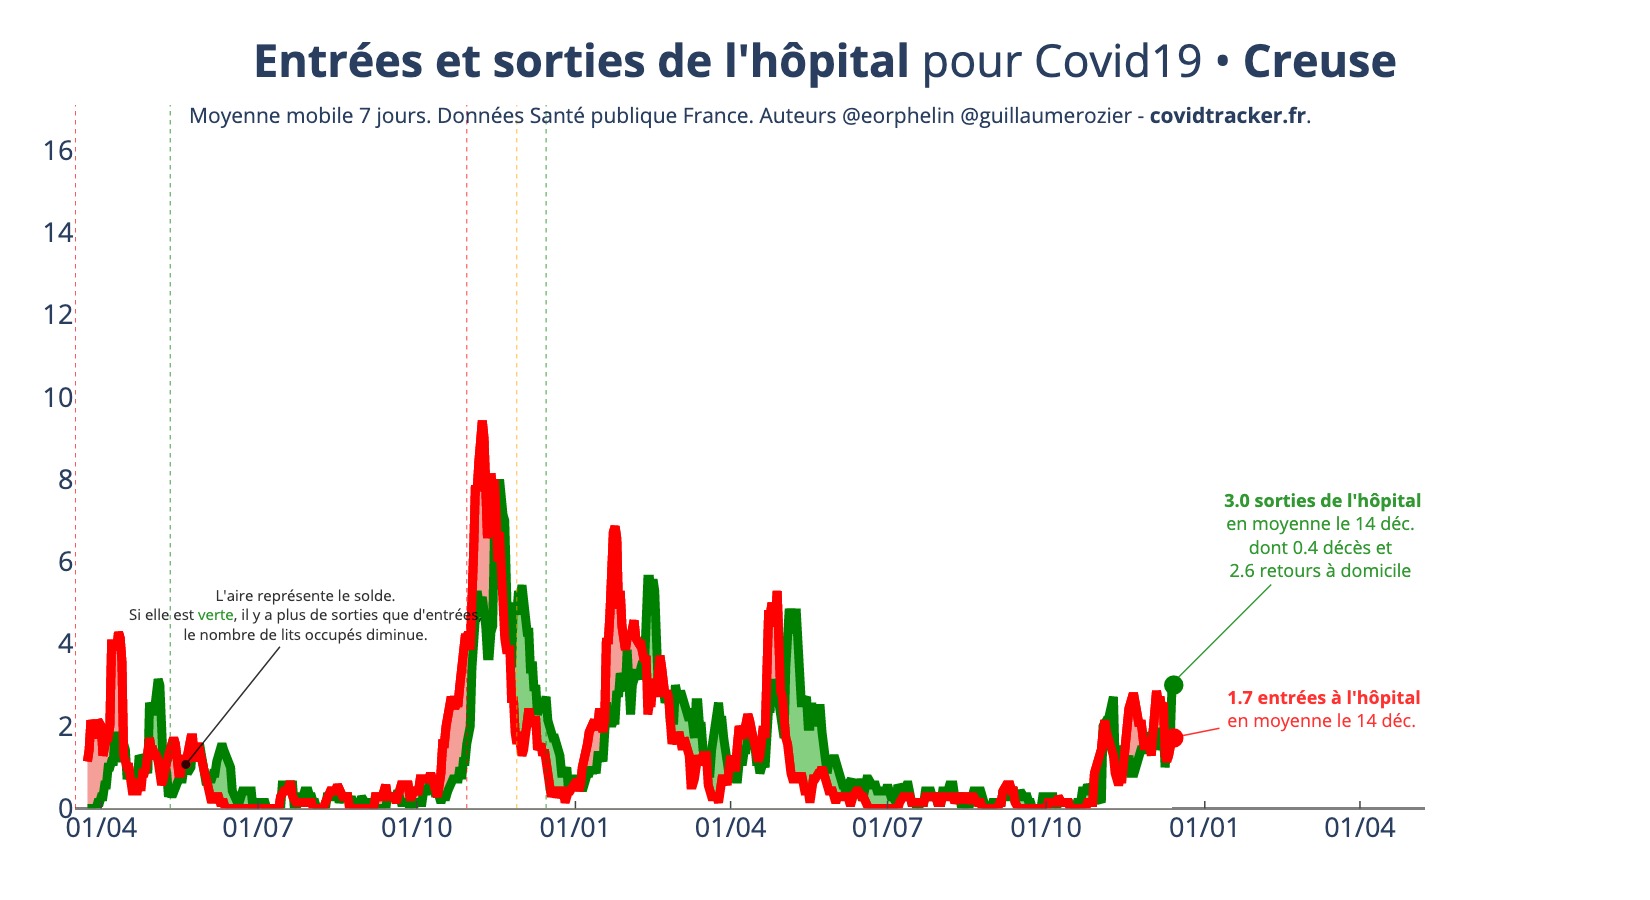 Entrées et sorties de l'hôpital pour Covid19 • Creuse
Moyenne mobile 7 jours. Données Santé publique France. Auteurs @eorphelin @guillaumerozier - covidtracker.fr.
16
14
12
10
8
6
4
2
0
3.0 sorties de l'hôpital
en moyenne le 14 déc.
dont 0.4 décès et
2.6 retours à domicile
L'aire représente le solde.
Si elle est verte, il y a plus de sorties que d'entrées,
le nombre de lits occupés diminue.
1.7 entrées à l'hôpital
en moyenne le 14 déc.
01/04 01/07 01/10 01/01 01/04 01/07 01/10 01/01 01/04